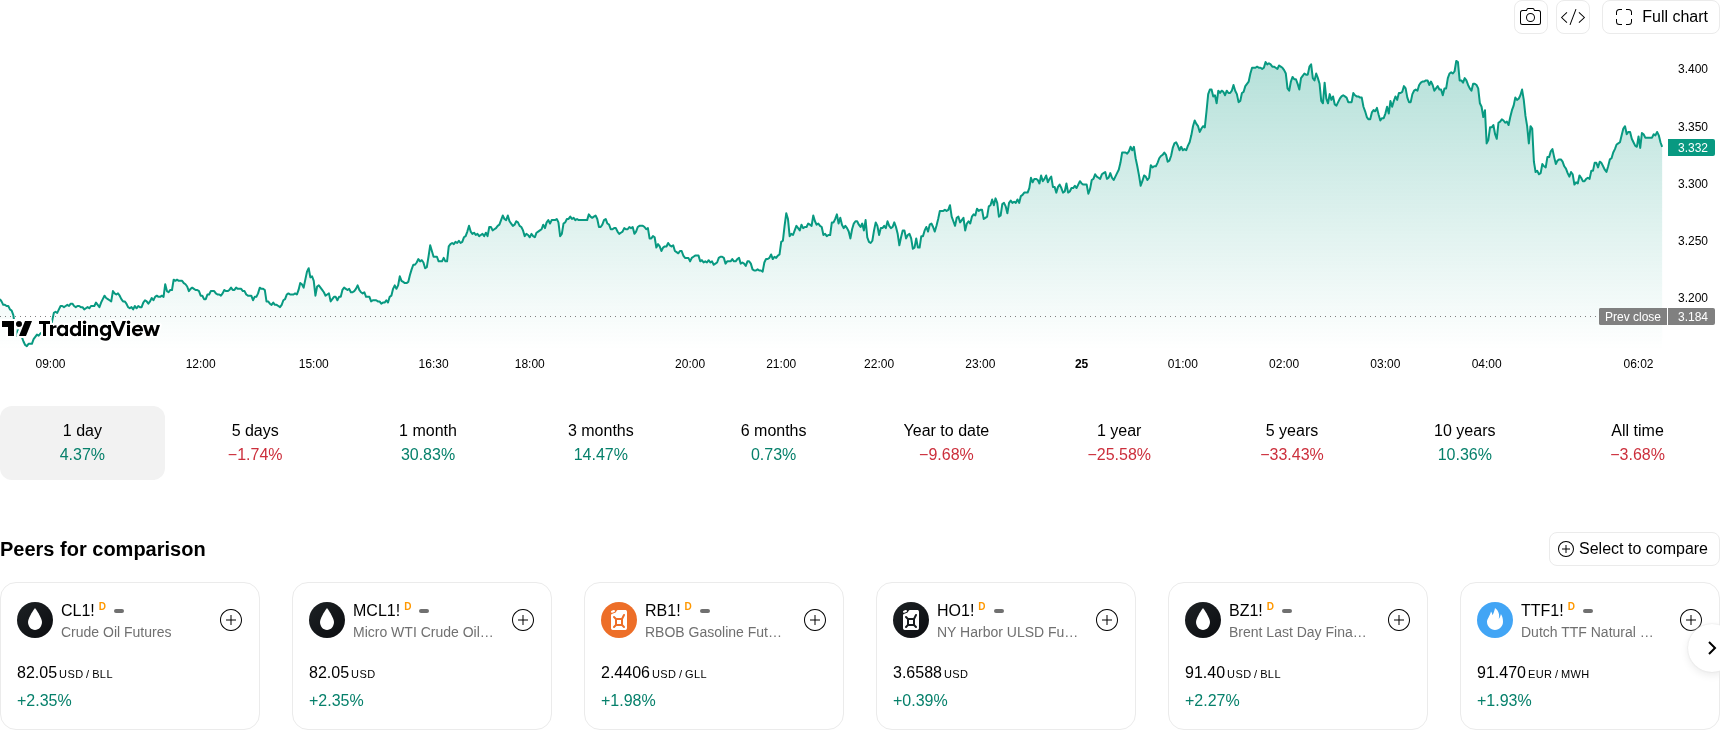 Full chart
3.400
3.350
3.332
3.300
3.250
3.200
Prev close 3.184
TradingView
09:00 12:00 15:00 16:30 18:00 20:00 21:00 22:00 23:00 25 01:00 02:00 03:00 04:00 06:02
1 day 5 days 1 month 3 months 6 months Year to date 1 year 5 years 10 years All time
4.37% −1.74% 30.83% 14.47% 0.73% −9.68% −25.58% −33.43% 10.36% −3.68%
Peers for comparison
Select to compare
CL1! D
Crude Oil Futures
82.05 USD / BLL
+2.35%
MCL1! D
Micro WTI Crude Oil…
82.05 USD
+2.35%
RB1! D
RBOB Gasoline Fut…
2.4406 USD / GLL
+1.98%
HO1! D
NY Harbor ULSD Fu…
3.6588 USD
+0.39%
BZ1! D
Brent Last Day Fina…
91.40 USD / BLL
+2.27%
TTF1! D
Dutch TTF Natural …
91.470 EUR / MWH
+1.93%